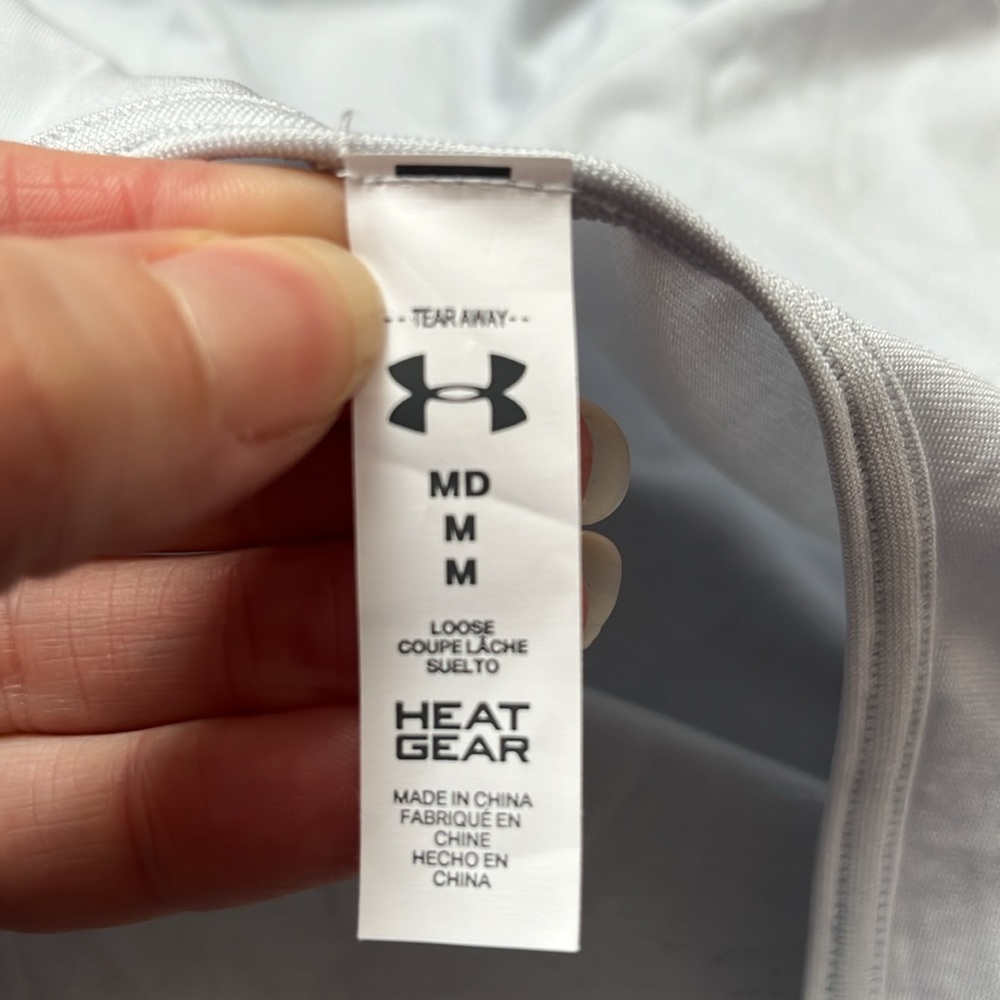 --TEAR AWAY--
MD
M
M
LOOSE
COUPE LÂCHE
SUELTO
HEAT
GEAR
MADE IN CHINA
FABRIQUÉ EN
CHINE
HECHO EN
CHINA